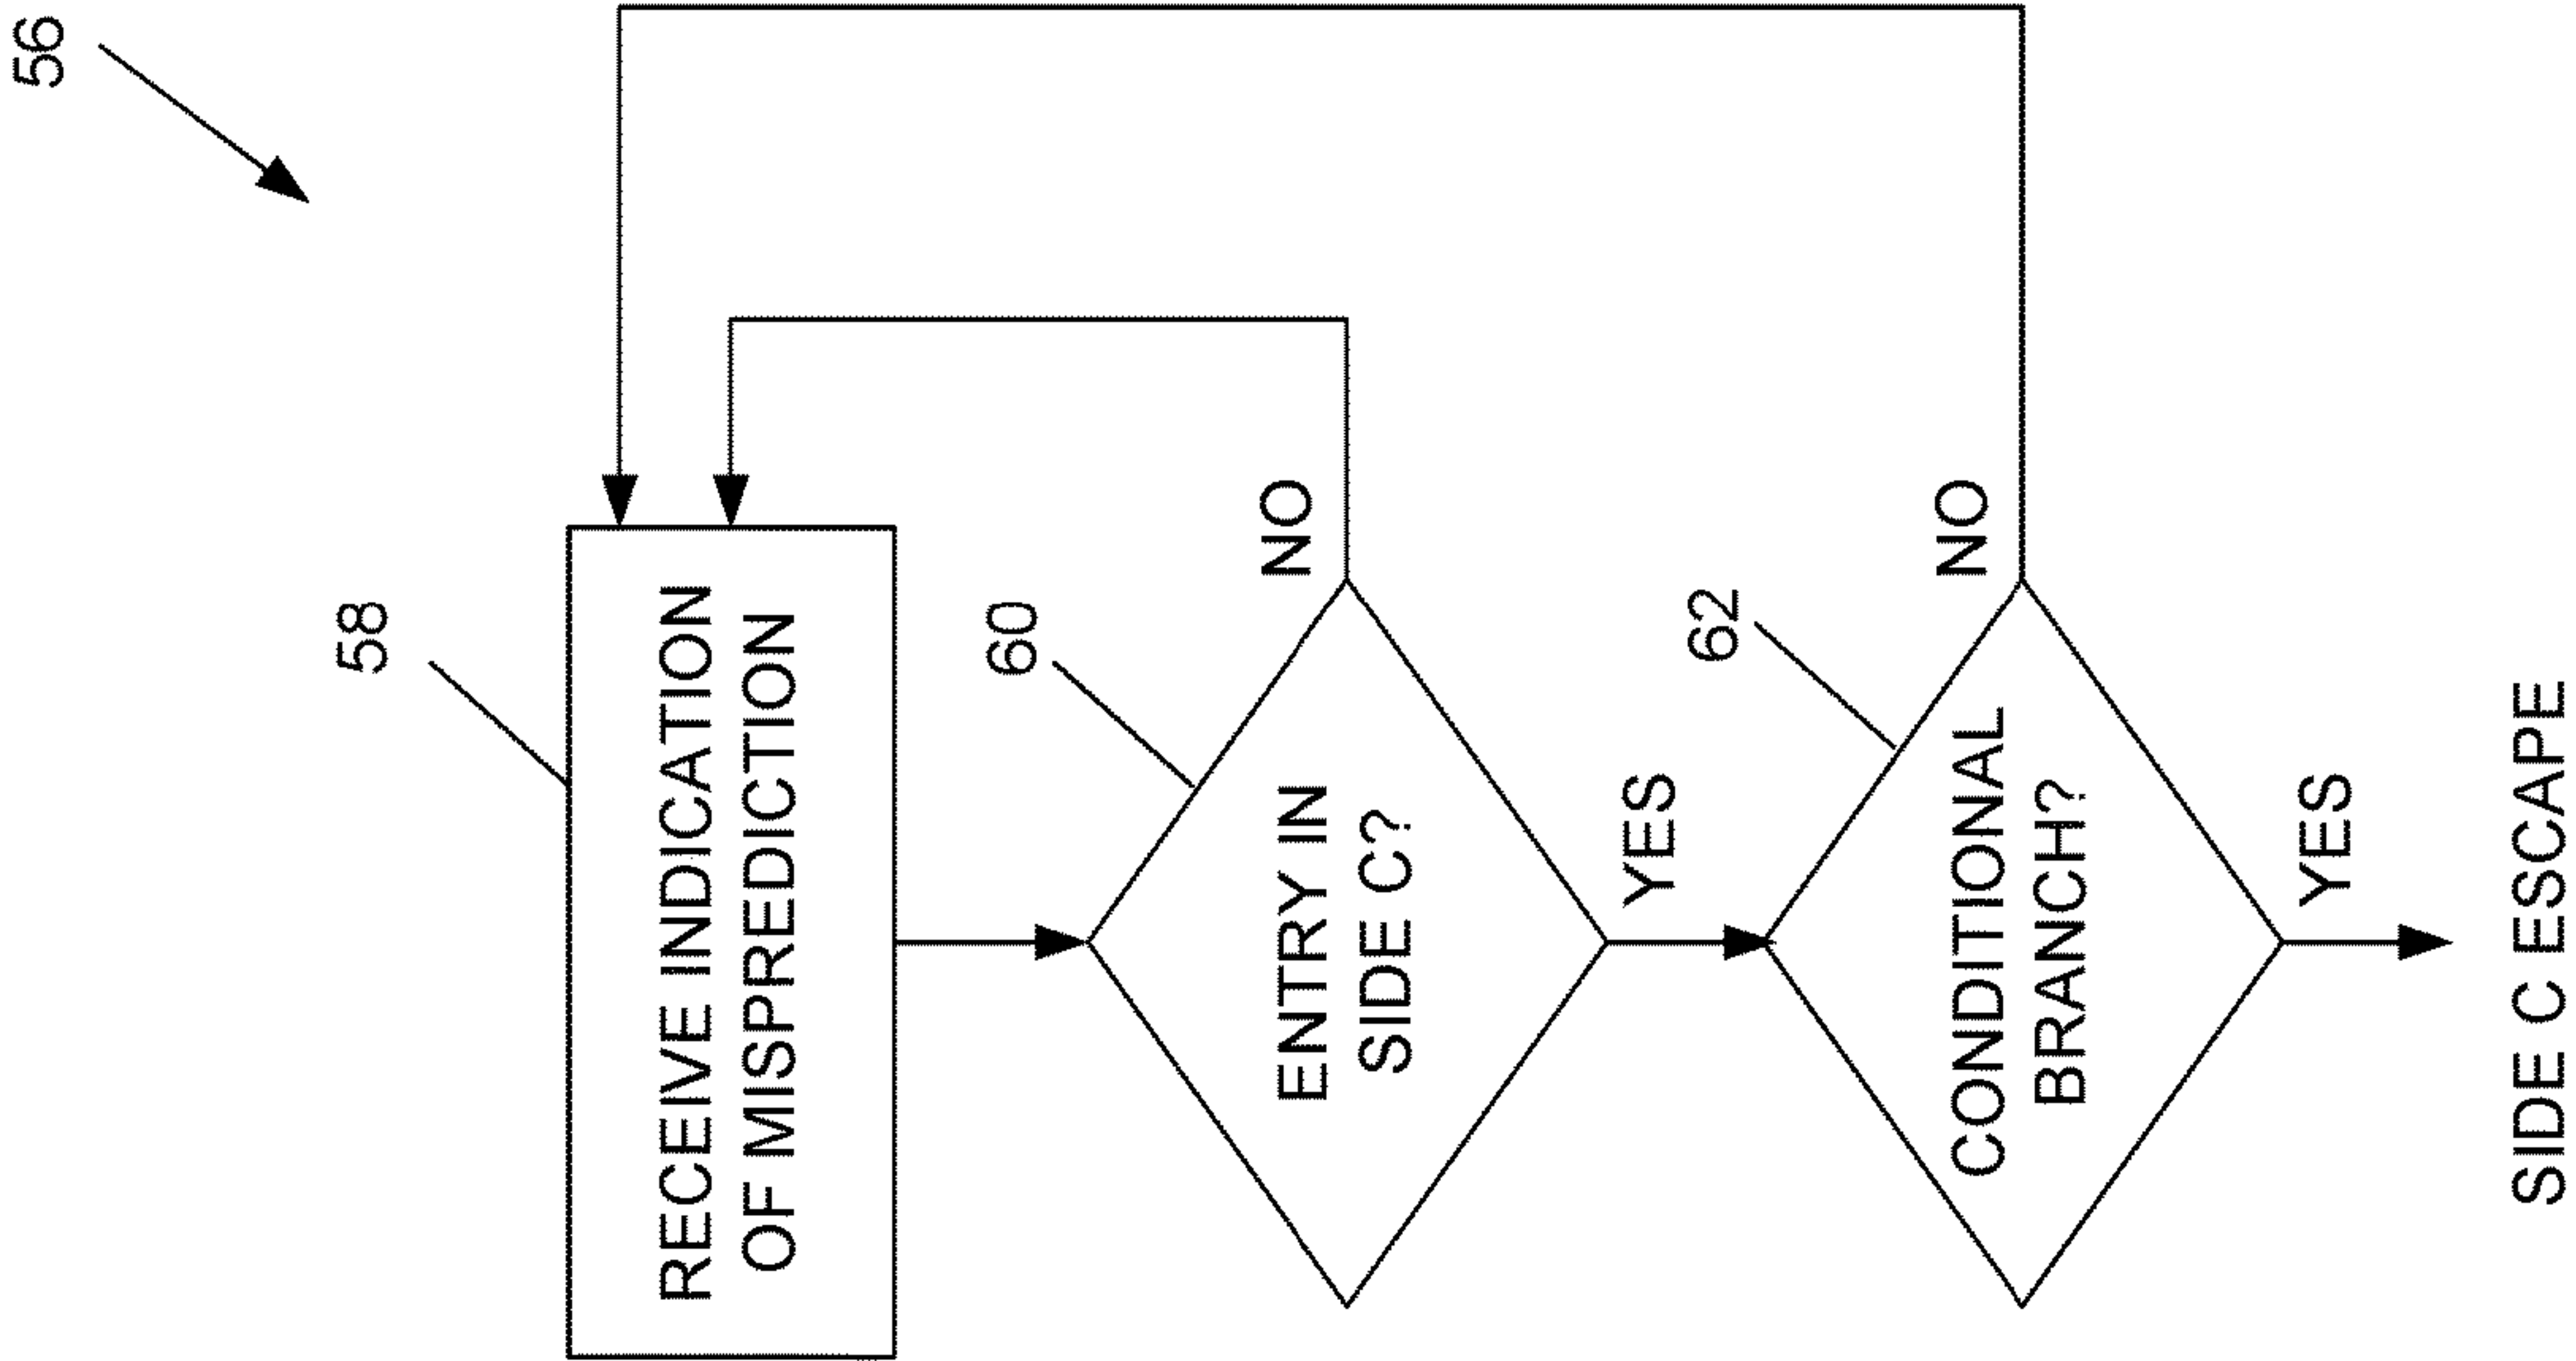 56
58
RECEIVE INDICATION
OF MISPREDICTION
60
ENTRY IN
SIDE C?
NO
YES
62
CONDITIONAL
BRANCH?
NO
YES
SIDE C ESCAPE